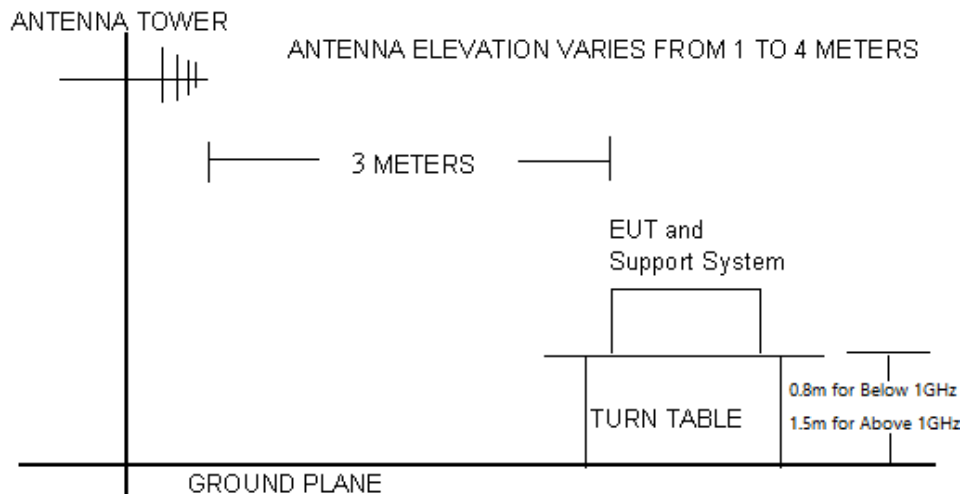 ANTENNA TOWER
ANTENNA ELEVATION VARIES FROM 1 TO 4 METERS
3 METERS
EUT and
Support System
0.8m for Below 1GHz
TURN TABLE
1.5m for Above 1GHz
GROUND PLANE